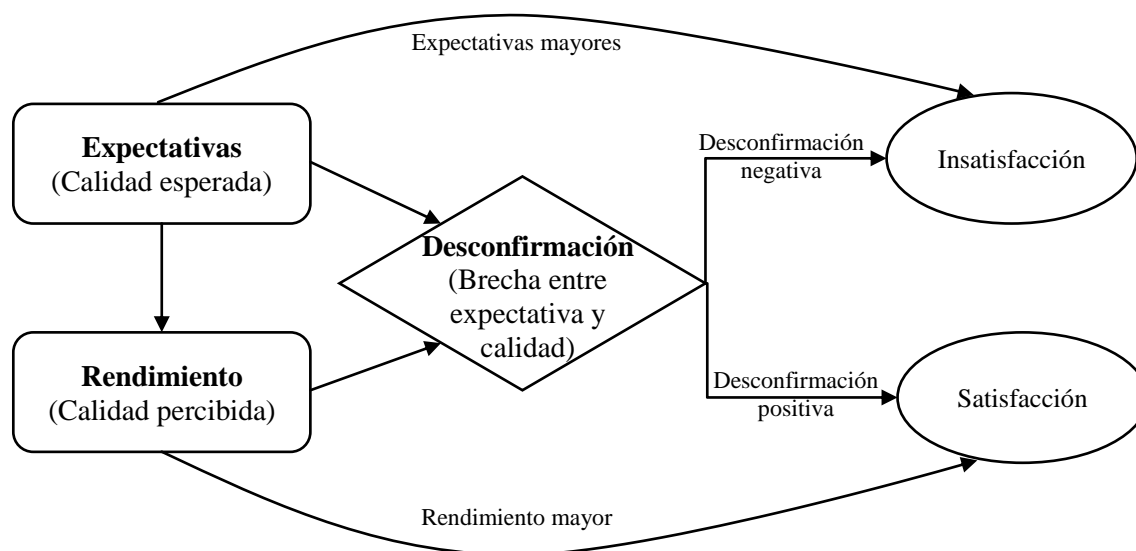 Expectativas mayores
Expectativas
(Calidad esperada)
Desconfirmación
negativa
Insatisfacción
Desconfirmación
(Brecha entre
expectativa y
calidad)
Rendimiento
(Calidad percibida)
Desconfirmación
positiva
Satisfacción
Rendimiento mayor